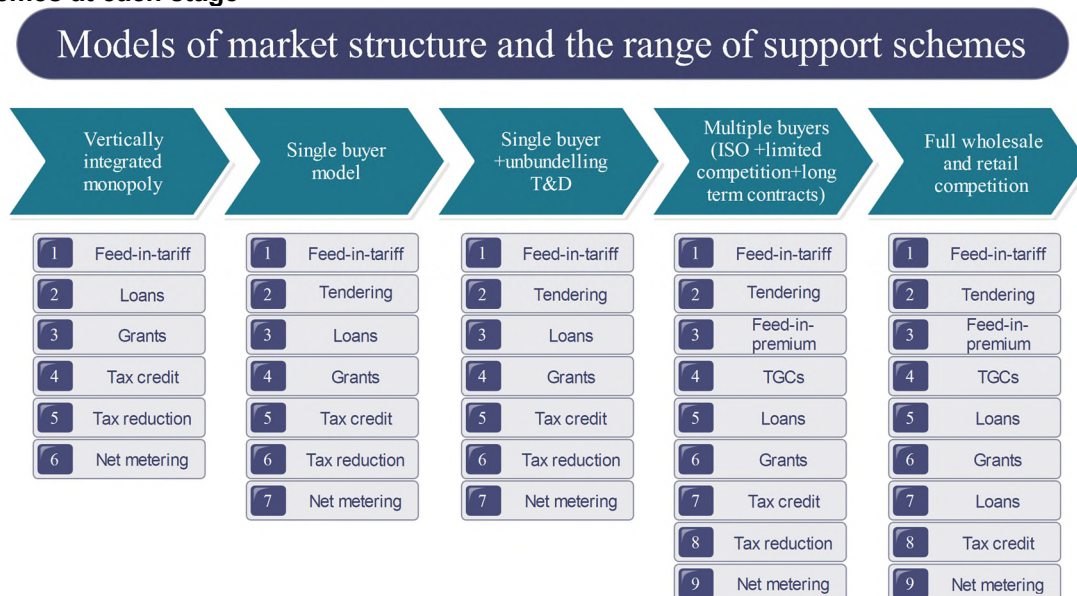 emes at each stage
Models of market structure and the range of support schemes
Vertically
integrated
monopoly
1 Feed-in-tariff
2 Loans
3 Grants
4 Tax credit
5 Tax reduction
6 Net metering
Single buyer
model
1 Feed-in-tariff
2 Tendering
3 Loans
4 Grants
5 Tax credit
6 Tax reduction
7 Net metering
Single buyer
+unbundelling
T&D
1 Feed-in-tariff
2 Tendering
3 Loans
4 Grants
5 Tax credit
6 Tax reduction
7 Net metering
Multiple buyers
(ISO +limited
competition+long
term contracts)
1 Feed-in-tariff
2 Tendering
3 Feed-in-
premium
4 TGCs
5 Loans
6 Grants
7 Tax credit
8 Tax reduction
9 Net metering
Full wholesale
and retail
competition
1 Feed-in-tariff
2 Tendering
3 Feed-in-
premium
4 TGCs
5 Loans
6 Grants
7 Loans
8 Tax credit
9 Net metering